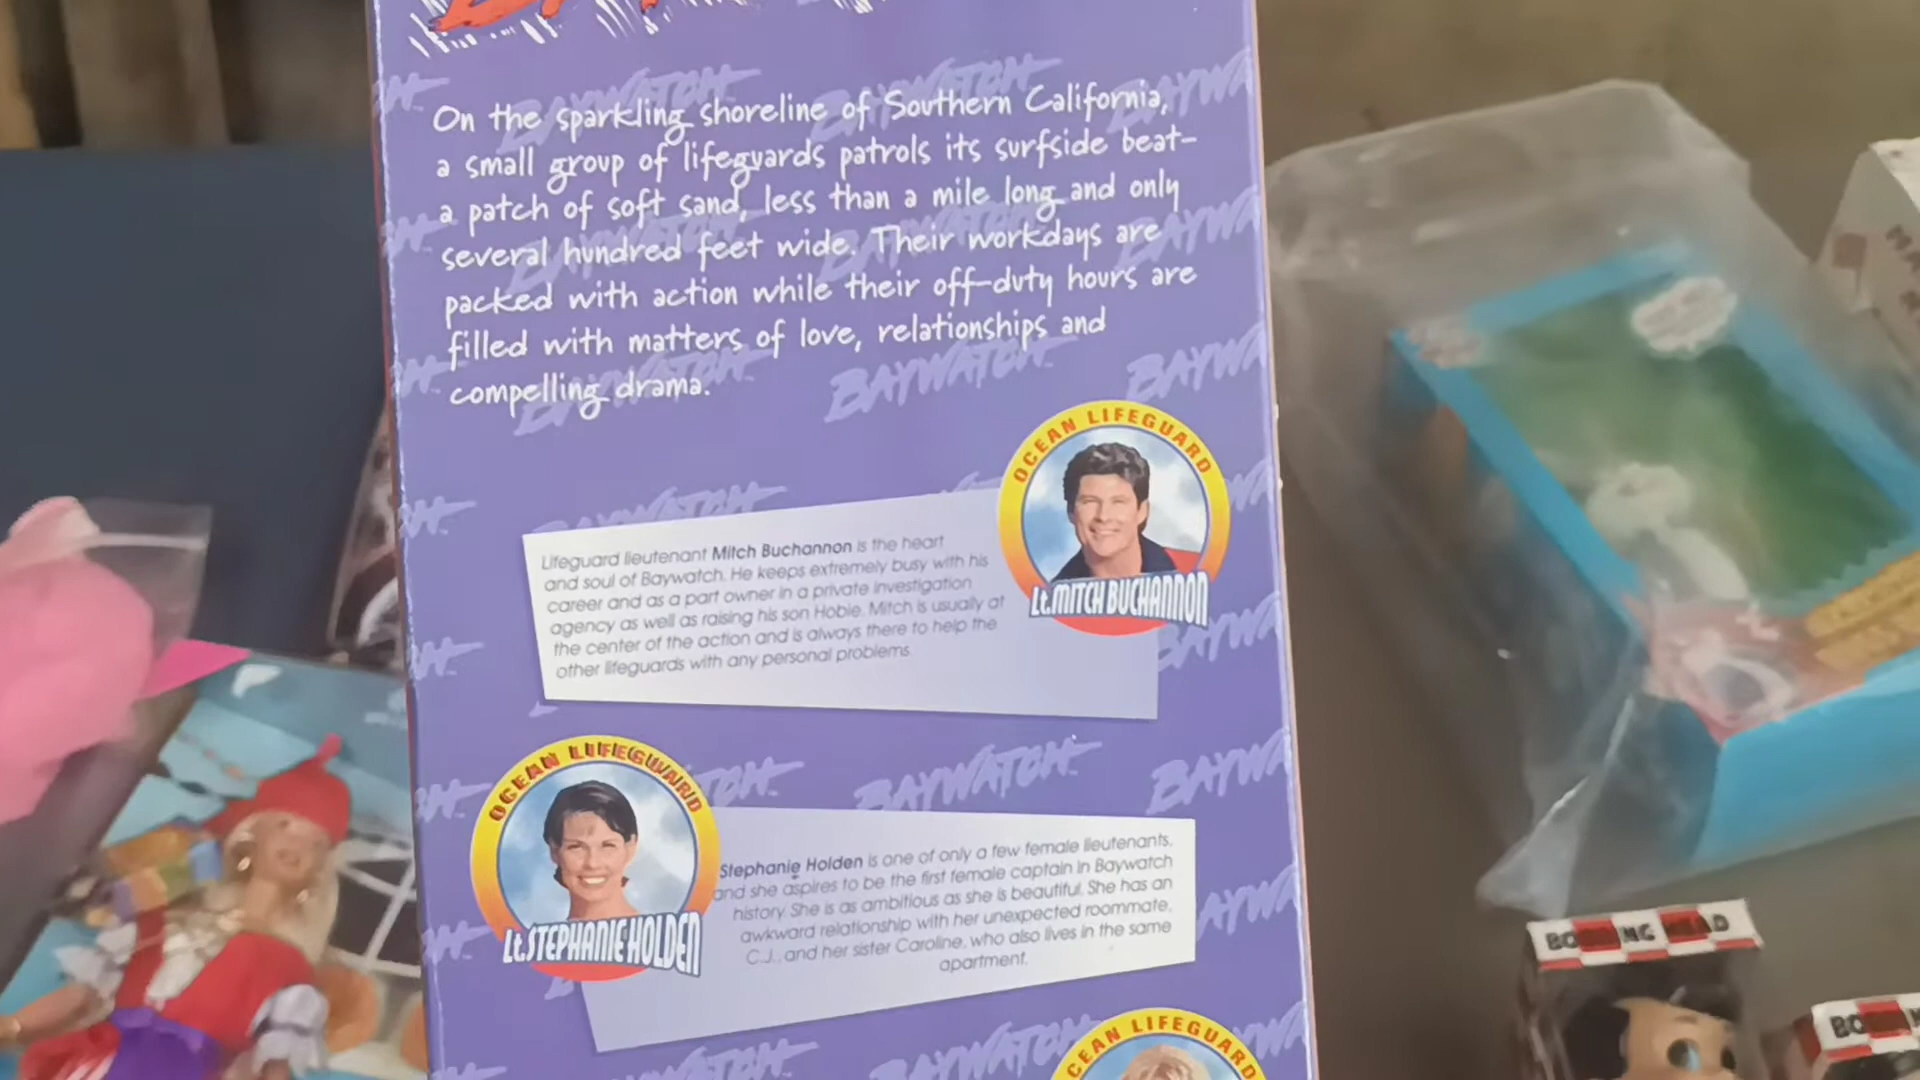 On the sparkling shoreline of Southern California,
a small group of lifeguards patrols its surfside beat-
a patch of soft sand, less than a mile long and only
several hundred feet wide. Their workdays are
packed with action while their off-duty hours are
filled with matters of love, relationships and
compelling drama.
BAYWATCH
OCEAN LIFEGUARD
Lt. MITCH BUCHANNON
Lifeguard lieutenant Mitch Buchannon is the heart
and soul of Baywatch. He keeps extremely busy with his
career and as a part owner in a private investigation
agency as well as raising his son Hobie. Mitch is usually at
the center of the action and is always there to help the
other lifeguards with any personal problems.
OCEAN LIFEGUARD
Lt. STEPHANIE HOLDEN
Stephanie Holden is one of only a few female lieutenants,
and she aspires to be the first female captain in Baywatch
history. She is as ambitious as she is beautiful. She has an
awkward relationship with her unexpected roommate,
C.J., and her sister Caroline, who also lives in the same
apartment.
OCEAN LIFEGUARD
BOBBING HEAD